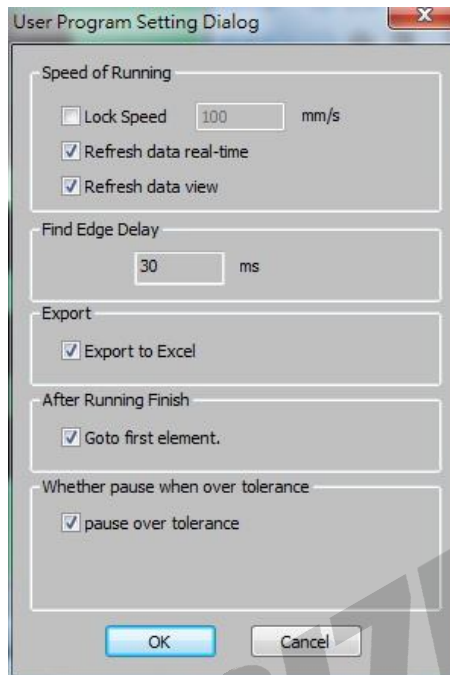 User Program Setting Dialog
Speed of Running
Lock Speed 100 mm/s
Refresh data real-time
Refresh data view
Find Edge Delay
30 ms
Export
Export to Excel
After Running Finish
Goto first element.
Whether pause when over tolerance
pause over tolerance
OK Cancel